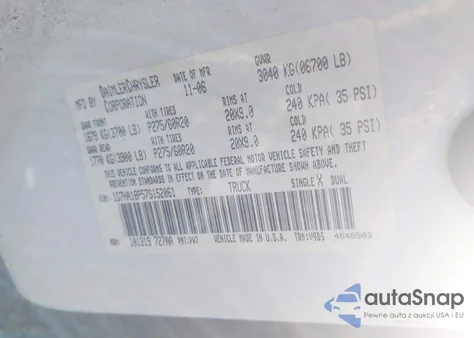 MFD BY DAIMLERCHRYSLER CORPORATION DATE OF MFR 11-06 GVWR 3040 KG(06700 LB)
GAWR FRONT WITH TIRES RIMS AT COLD
1679 KG(3700 LB) P275/60R20 20X9.0 240 KPA( 35 PSI)
GAWR REAR WITH TIRES RIMS AT COLD
1770 KG(3900 LB) P275/60R20 20X9.0 240 KPA( 35 PSI)
THIS VEHICLE CONFORMS TO ALL APPLICABLE FEDERAL MOTOR VEHICLE SAFETY AND THEFT
PREVENTION STANDARDS IN EFFECT ON THE DATE OF MANUFACTURE SHOWN ABOVE.
TYPE: TRUCK SINGLE X DUAL
VEHICLE MADE IN U.S.A. 4648503
autoSnap
Pewne auta z aukcji USA i EU